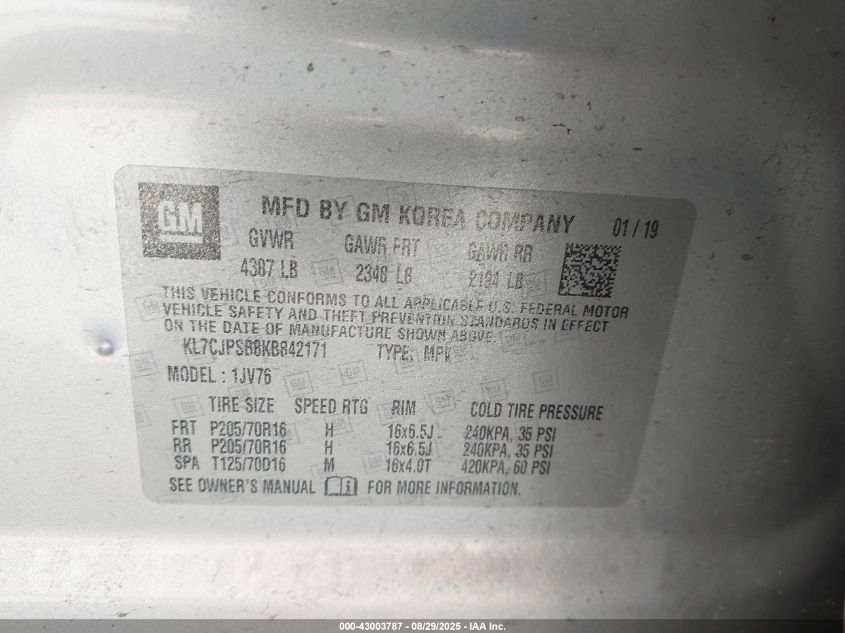 GM
MFD BY GM KOREA COMPANY 01 / 19
GVWR GAWR FRT GAWR RR
4387 LB 2348 LB 2194 LB
THIS VEHICLE CONFORMS TO ALL APPLICABLE U.S. FEDERAL MOTOR
VEHICLE SAFETY AND THEFT PREVENTION STANDARDS IN EFFECT
ON THE DATE OF MANUFACTURE SHOWN ABOVE.
KL7CJPSB8KB842171 TYPE: MPV
MODEL : 1JV76
TIRE SIZE SPEED RTG RIM COLD TIRE PRESSURE
FRT P205/70R16 H 16x6.5J 240KPA, 35 PSI
RR P205/70R16 H 16x6.5J 240KPA, 35 PSI
SPA T125/70D16 M 16x4.0T 420KPA, 60 PSI
SEE OWNER'S MANUAL FOR MORE INFORMATION.
000-43003787 - 08/29/2025 - IAA Inc.